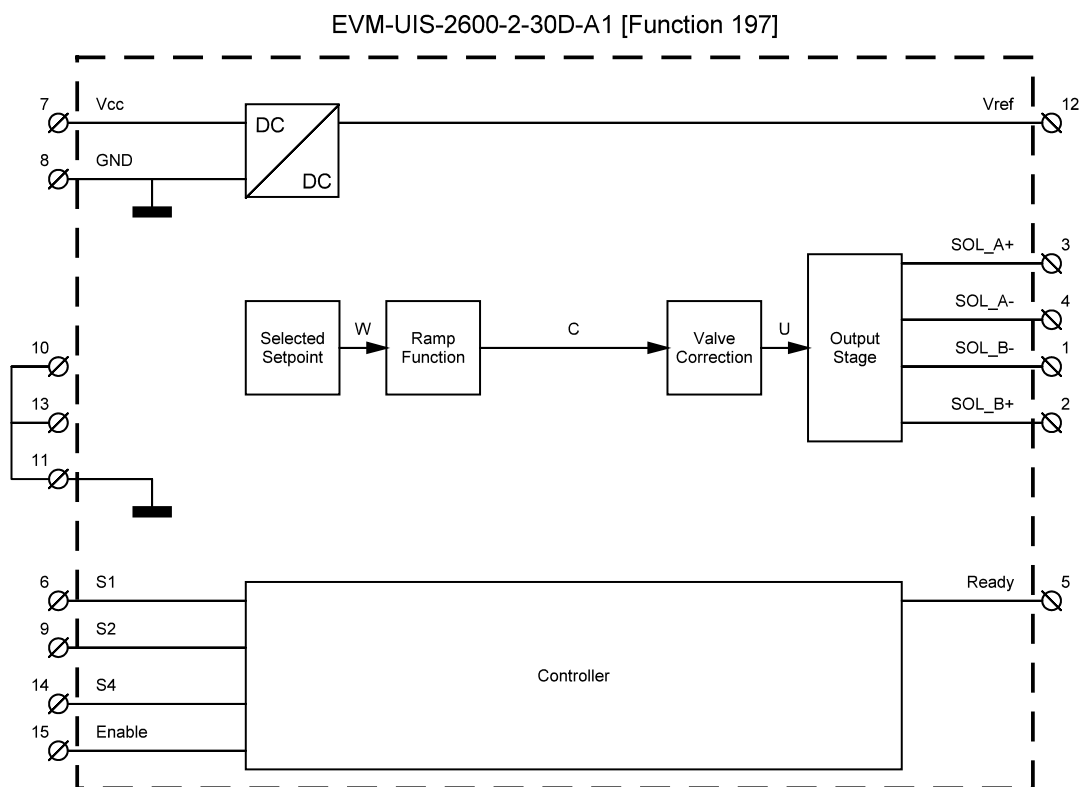 EVM-UIS-2600-2-30D-A1 [Function 197]
7 Vcc
Vref 12
DC
DC
8 GND
SOL_A+ 3
SOL_A- 4
SOL_B- 1
SOL_B+ 2
Selected
Setpoint
W
Ramp
Function
C
Valve
Correction
U
Output
Stage
10
13
11
6 S1
Ready 5
9 S2
Controller
14 S4
15 Enable